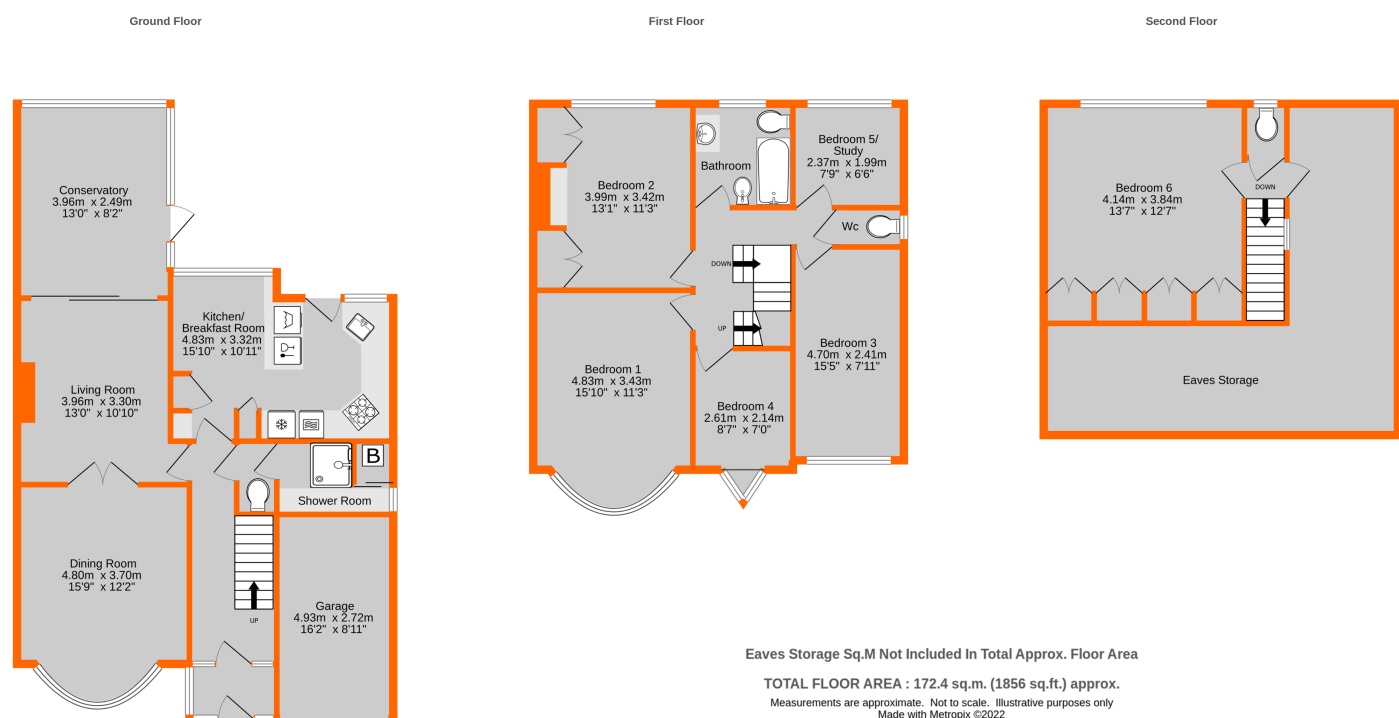 Ground Floor
First Floor
Second Floor
Conservatory
3.96m x 2.49m
13'0" x 8'2"
Kitchen/
Breakfast Room
4.83m x 3.32m
15'10" x 10'11"
Living Room
3.96m x 3.30m
13'0" x 10'10"
B
Shower Room
Dining Room
4.80m x 3.70m
15'9" x 12'2"
UP
Garage
4.93m x 2.72m
16'2" x 8'11"
Bedroom 2
3.99m x 3.42m
13'1" x 11'3"
Bathroom
Bedroom 5/
Study
2.37m x 1.99m
7'9" x 6'6"
Wc
DOWN
UP
Bedroom 1
4.83m x 3.43m
15'10" x 11'3"
Bedroom 3
4.70m x 2.41m
15'5" x 7'11"
Bedroom 4
2.61m x 2.14m
8'7" x 7'0"
Bedroom 6
4.14m x 3.84m
13'7" x 12'7"
DOWN
Eaves Storage
Eaves Storage Sq.M Not Included In Total Approx. Floor Area
TOTAL FLOOR AREA : 172.4 sq.m. (1856 sq.ft.) approx.
Measurements are approximate. Not to scale. Illustrative purposes only
Made with Metropix ©2022